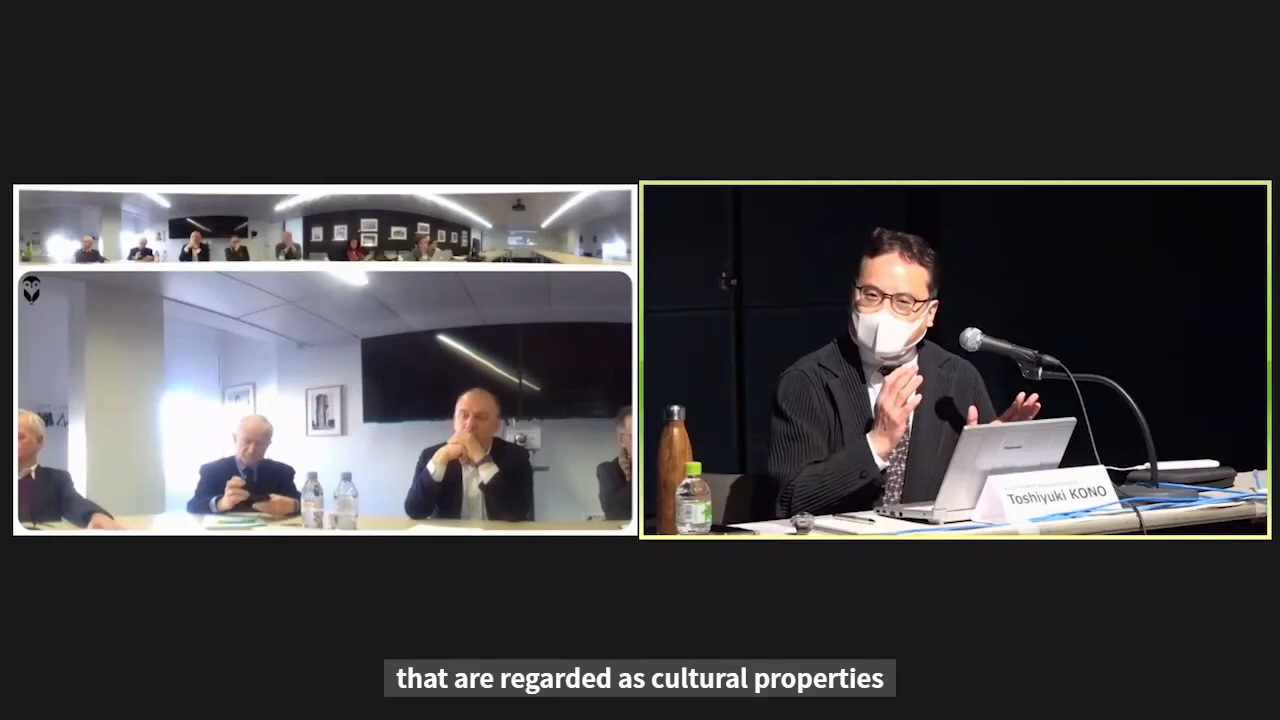 Toshiyuki KONO
that are regarded as cultural properties